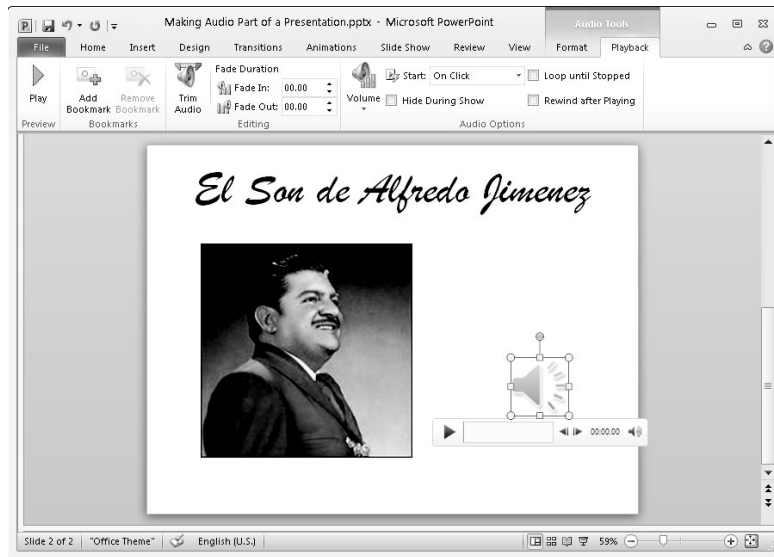 Making Audio Part of a Presentation.pptx - Microsoft PowerPoint
Audio Tools
File Home Insert Design Transitions Animations Slide Show Review View Format Playback
Play
Preview
Add Bookmark
Remove Bookmark
Bookmarks
Trim Audio
Fade Duration
Fade In: 00.00
Fade Out: 00.00
Editing
Volume
Start: On Click
Hide During Show
Loop until Stopped
Rewind after Playing
Audio Options
El Son de Alfredo Jimenez
00:00.00
Slide 2 of 2 "Office Theme" English (U.S.) 59%